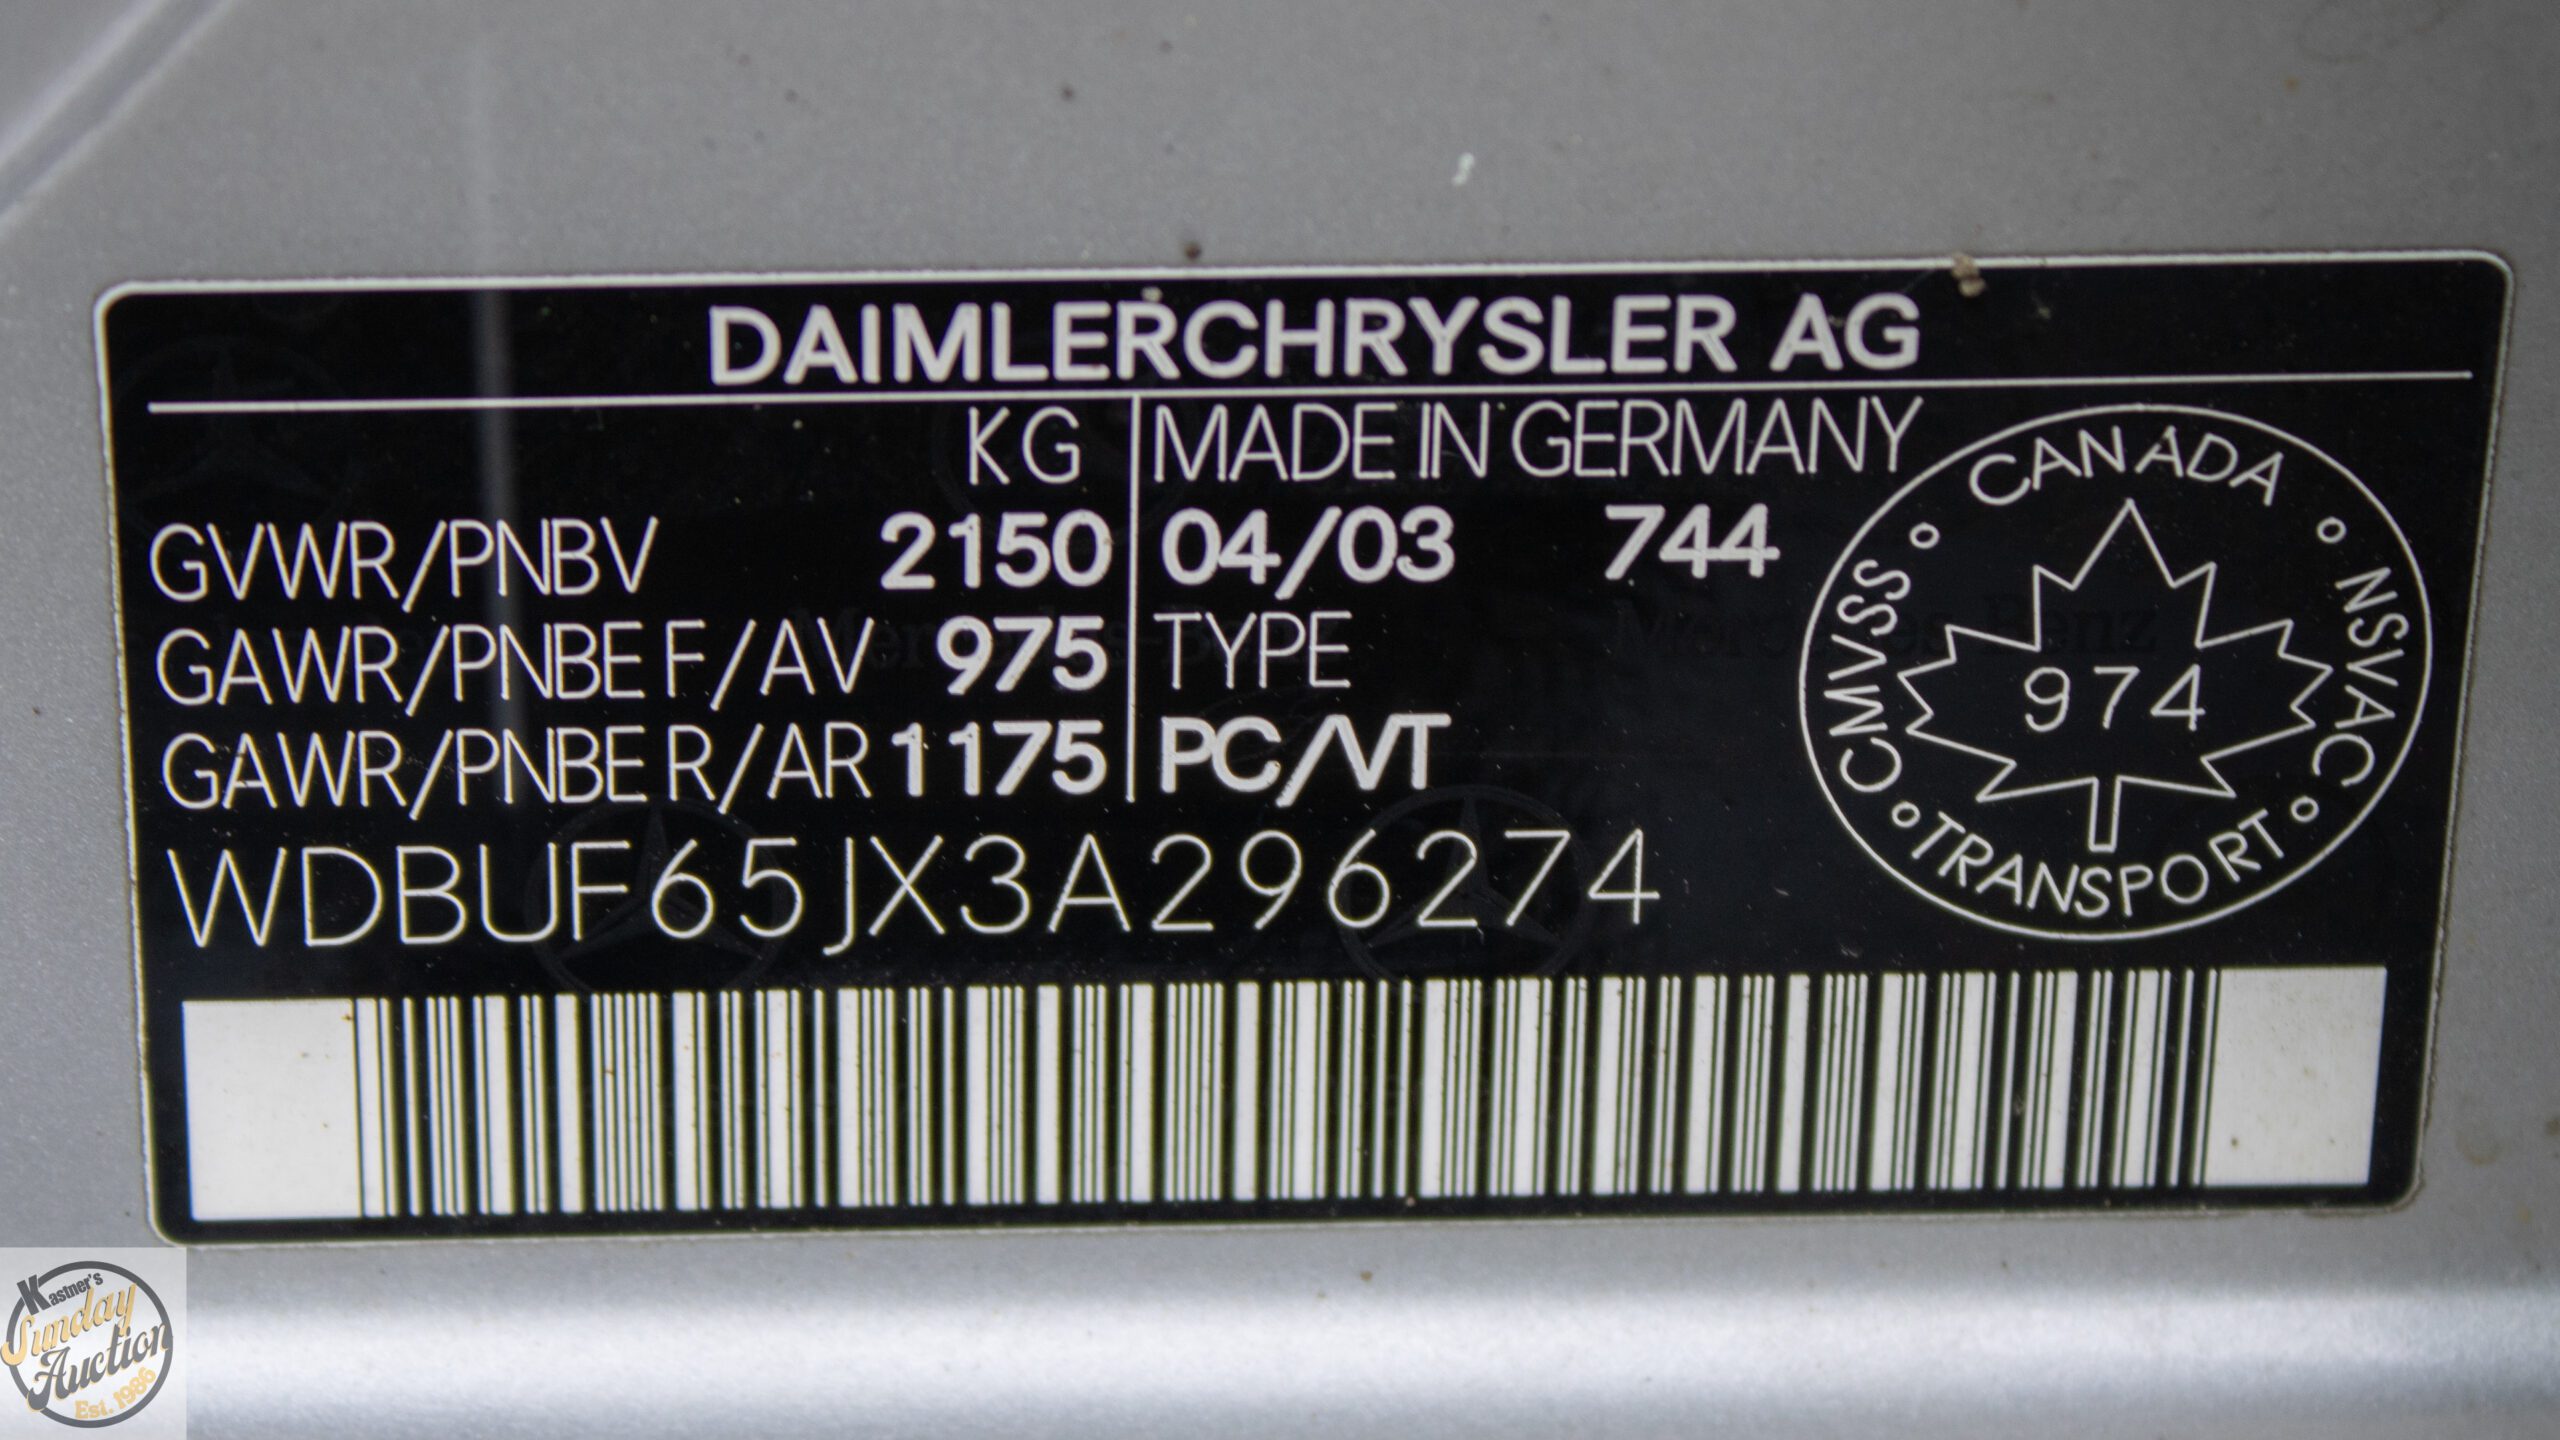 DAIMLERCHRYSLER AG
KG MADE IN GERMANY
GVWR/PNBV 2150 04/03 744
GAWR/PNBE F/AV 975 TYPE
GAWR/PNBE R/AR 1175 PC/VT
WDBUF65JX3A296274
CANADA
NSVAC
TRANSPORT
CMVSS
974
Kastner's
Sunday
Auction
Est. 1986